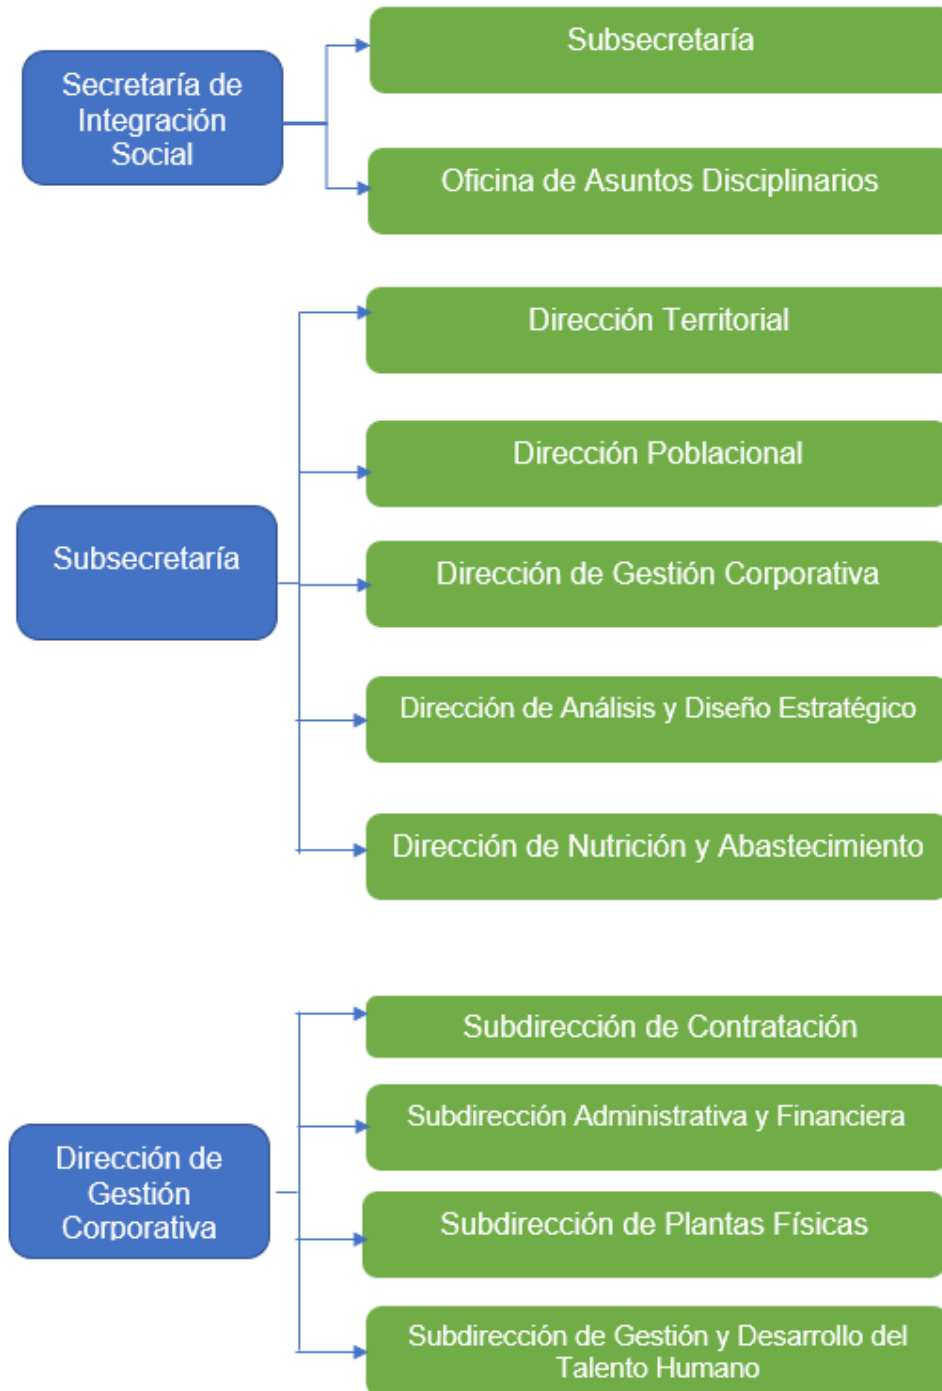 Secretaría de
Integración
Social
Subsecretaría
Oficina de Asuntos Disciplinarios
Subsecretaría
Dirección Territorial
Dirección Poblacional
Dirección de Gestión Corporativa
Dirección de Análisis y Diseño Estratégico
Dirección de Nutrición y Abastecimiento
Dirección de
Gestión
Corporativa
Subdirección de Contratación
Subdirección Administrativa y Financiera
Subdirección de Plantas Físicas
Subdirección de Gestión y Desarrollo del
Talento Humano